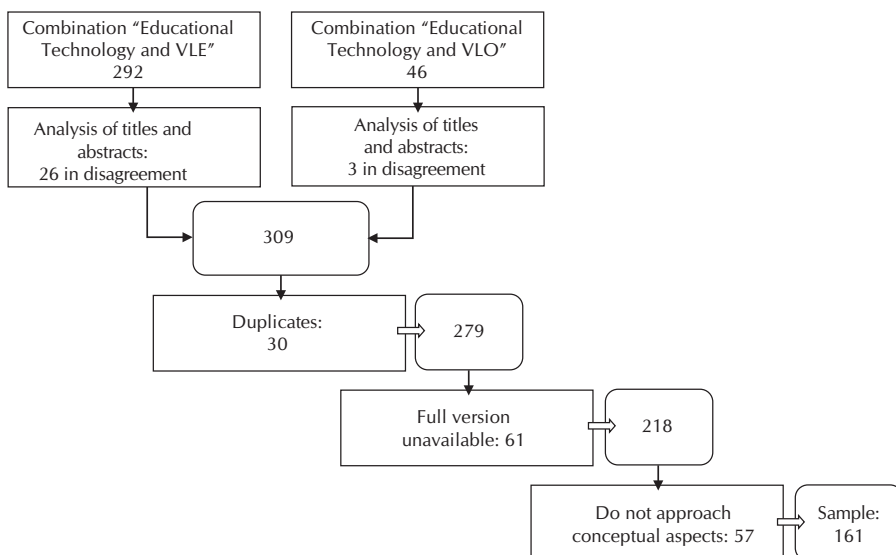 Combination “Educational
Technology and VLE”
292
Combination “Educational
Technology and VLO”
46
Analysis of titles and
abstracts:
26 in disagreement
Analysis of titles
and abstracts:
3 in disagreement
309
Duplicates:
30
279
Full version
unavailable: 61
218
Do not approach
conceptual aspects: 57
Sample:
161